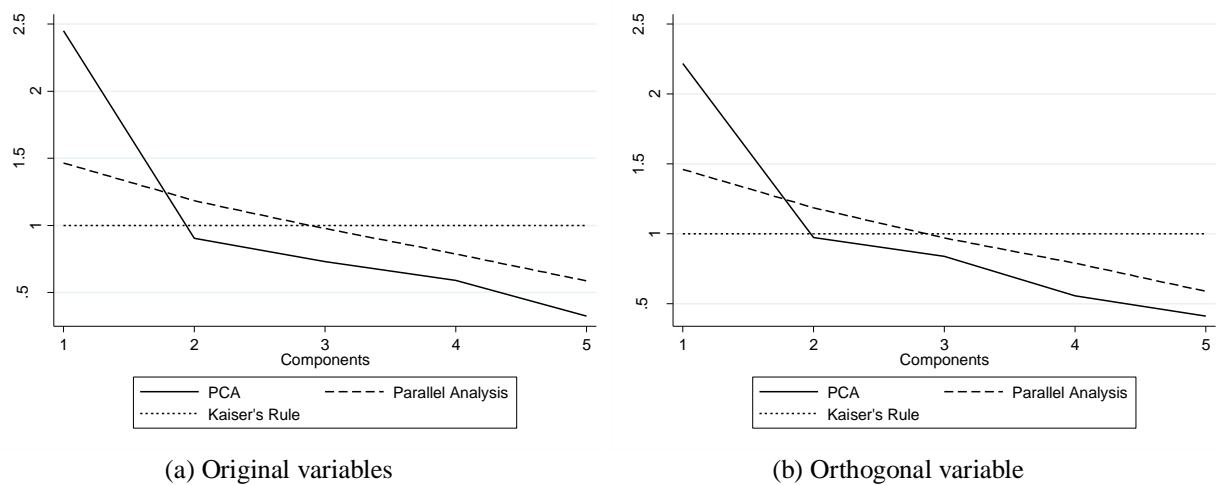 2.5
2
1.5
1
.5
1 2 3 4 5
Components
PCA Parallel Analysis
Kaiser's Rule
(a) Original variables
2.5
2
1.5
1
.5
1 2 3 4 5
Components
PCA Parallel Analysis
Kaiser's Rule
(b) Orthogonal variable